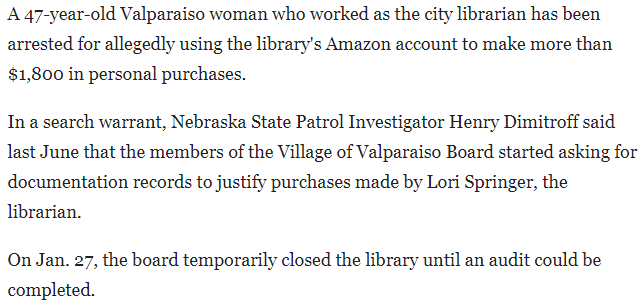 A 47-year-old Valparaiso woman who worked as the city librarian has been
arrested for allegedly using the library's Amazon account to make more than
$1,800 in personal purchases.
In a search warrant, Nebraska State Patrol Investigator Henry Dimitroff said
last June that the members of the Village of Valparaiso Board started asking for
documentation records to justify purchases made by Lori Springer, the
librarian.
On Jan. 27, the board temporarily closed the library until an audit could be
completed.